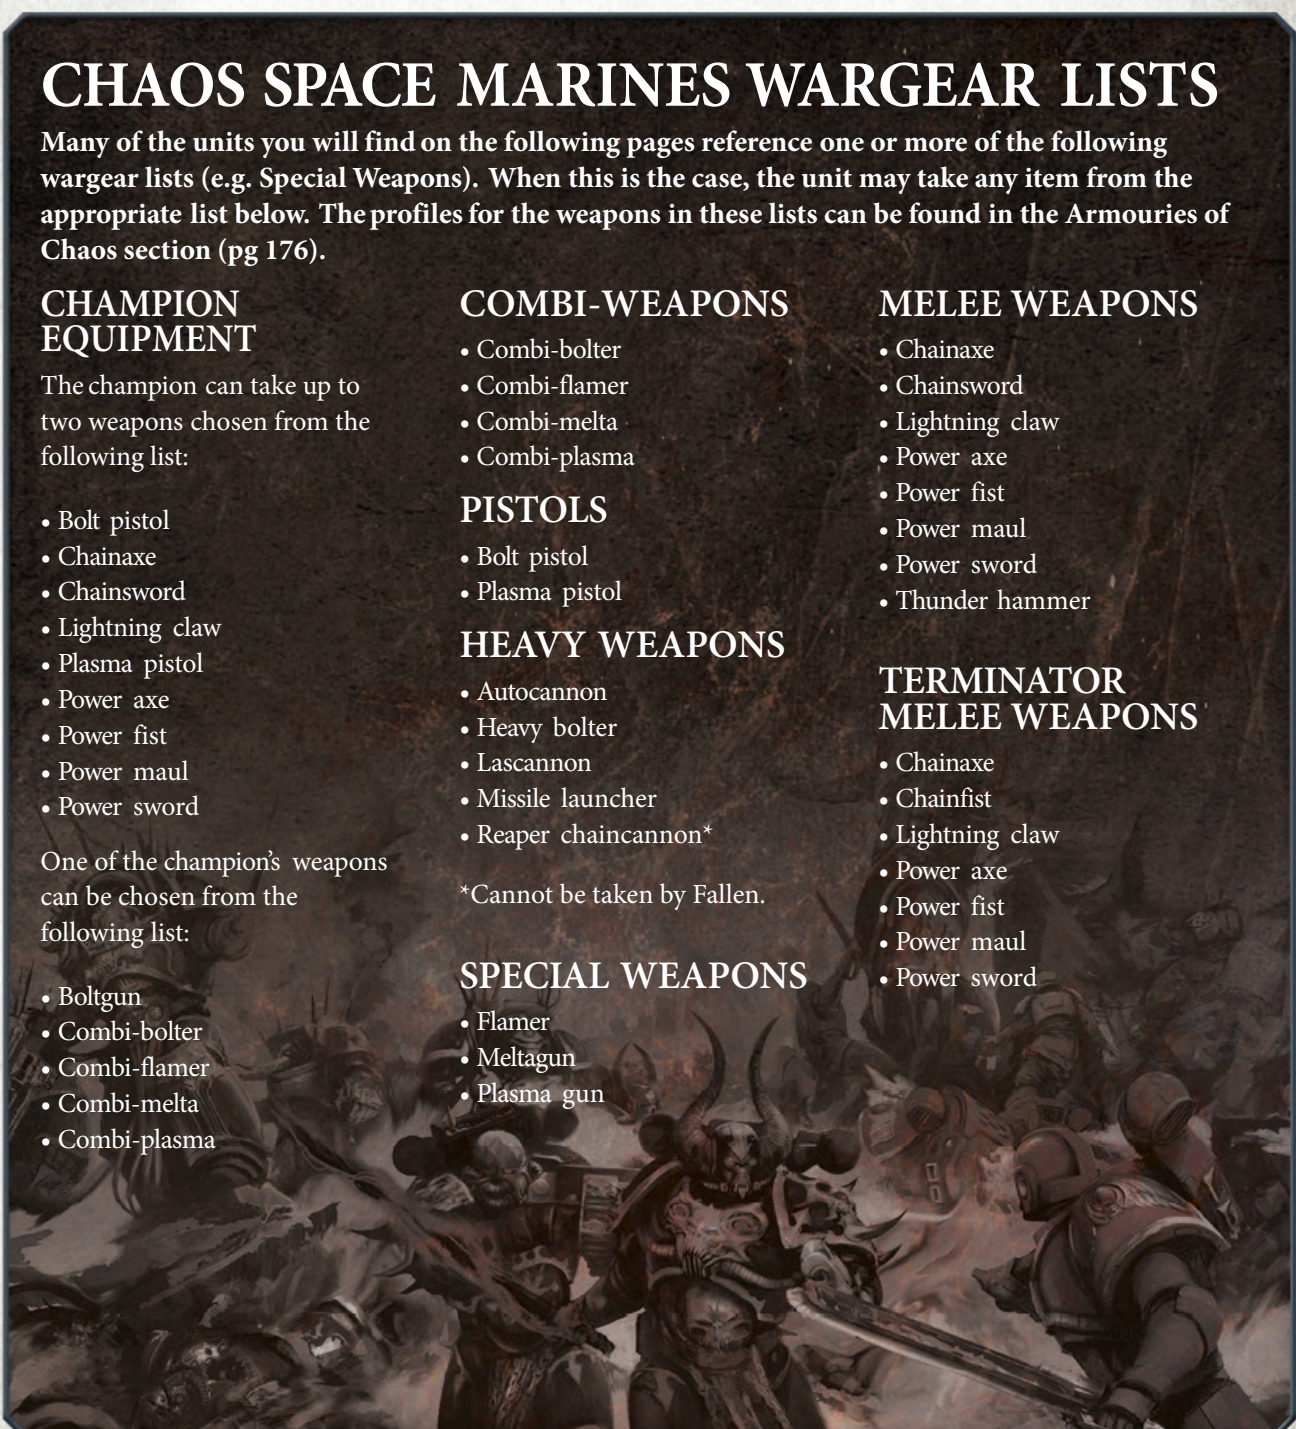 CHAOS SPACE MARINES WARGEAR LISTS
Many of the units you will find on the following pages reference one or more of the following
wargear lists (e.g. Special Weapons). When this is the case, the unit may take any item from the
appropriate list below. The profiles for the weapons in these lists can be found in the Armouries of
Chaos section (pg 176).
CHAMPION
EQUIPMENT
The champion can take up to
two weapons chosen from the
following list:
• Bolt pistol
• Chainaxe
• Chainsword
• Lightning claw
• Plasma pistol
• Power axe
• Power fist
• Power maul
• Power sword
One of the champion's weapons
can be chosen from the
following list:
• Boltgun
• Combi-bolter
• Combi-flamer
• Combi-melta
• Combi-plasma
COMBI-WEAPONS
• Combi-bolter
• Combi-flamer
• Combi-melta
• Combi-plasma
PISTOLS
• Bolt pistol
• Plasma pistol
HEAVY WEAPONS
• Autocannon
• Heavy bolter
• Lascannon
• Missile launcher
• Reaper chaincannon*
*Cannot be taken by Fallen.
SPECIAL WEAPONS
• Flamer
• Meltagun
• Plasma gun
MELEE WEAPONS
• Chainaxe
• Chainsword
• Lightning claw
• Power axe
• Power fist
• Power maul
• Power sword
• Thunder hammer
TERMINATOR
MELEE WEAPONS
• Chainaxe
• Chainfist
• Lightning claw
• Power axe
• Power fist
• Power maul
• Power sword